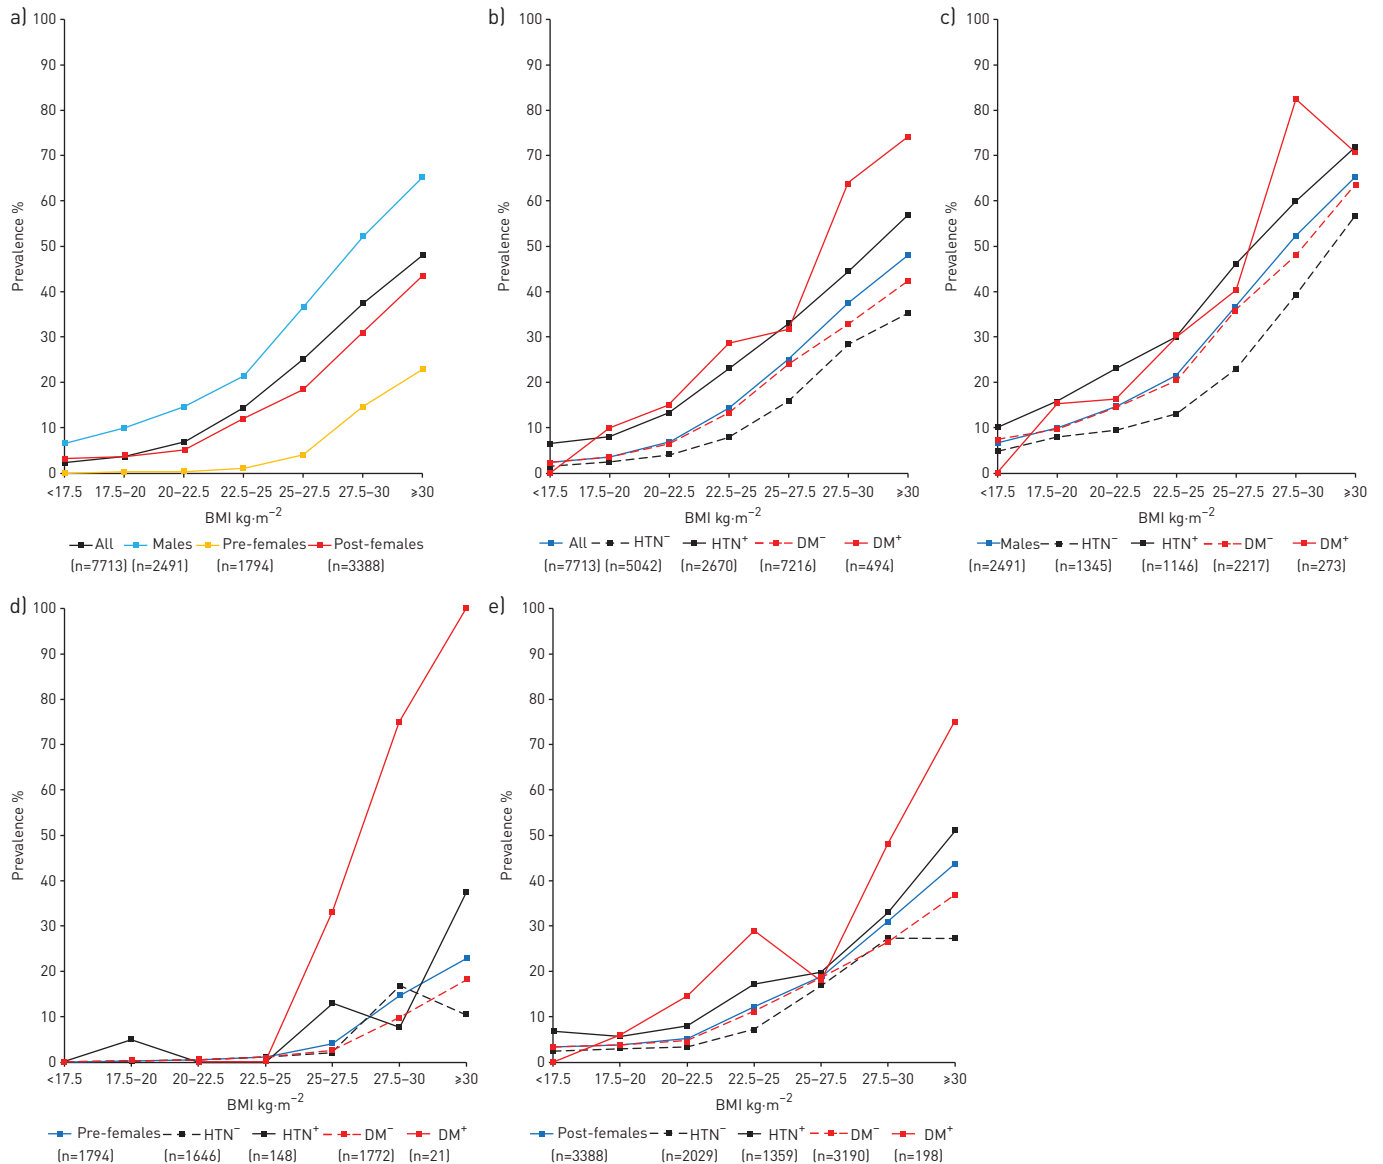 a)
100
90
80
70
60
50
40
30
20
10
0
Prevalence %
<17.5 17.5–20 20–22.5 22.5–25 25–27.5 27.5–30 ≥30
BMI kg·m⁻²
All Males Pre-females Post-females
(n=7713) (n=2491) (n=1794) (n=3388)
b)
100
90
80
70
60
50
40
30
20
10
0
Prevalence %
<17.5 17.5–20 20–22.5 22.5–25 25–27.5 27.5–30 ≥30
BMI kg·m⁻²
All HTN⁻ HTN⁺ DM⁻ DM⁺
(n=7713) (n=5042) (n=2670) (n=7216) (n=494)
c)
100
90
80
70
60
50
40
30
20
10
0
Prevalence %
<17.5 17.5–20 20–22.5 22.5–25 25–27.5 27.5–30 ≥30
BMI kg·m⁻²
Males HTN⁻ HTN⁺ DM⁻ DM⁺
(n=2491) (n=1345) (n=1146) (n=2217) (n=273)
d)
100
90
80
70
60
50
40
30
20
10
0
Prevalence %
<17.5 17.5–20 20–22.5 22.5–25 25–27.5 27.5–30 ≥30
BMI kg·m⁻²
Pre-females HTN⁻ HTN⁺ DM⁻ DM⁺
(n=1794) (n=1646) (n=148) (n=1772) (n=21)
e)
100
90
80
70
60
50
40
30
20
10
0
Prevalence %
<17.5 17.5–20 20–22.5 22.5–25 25–27.5 27.5–30 ≥30
BMI kg·m⁻²
Post-females HTN⁻ HTN⁺ DM⁻ DM⁺
(n=3388) (n=2029) (n=1359) (n=3190) (n=198)